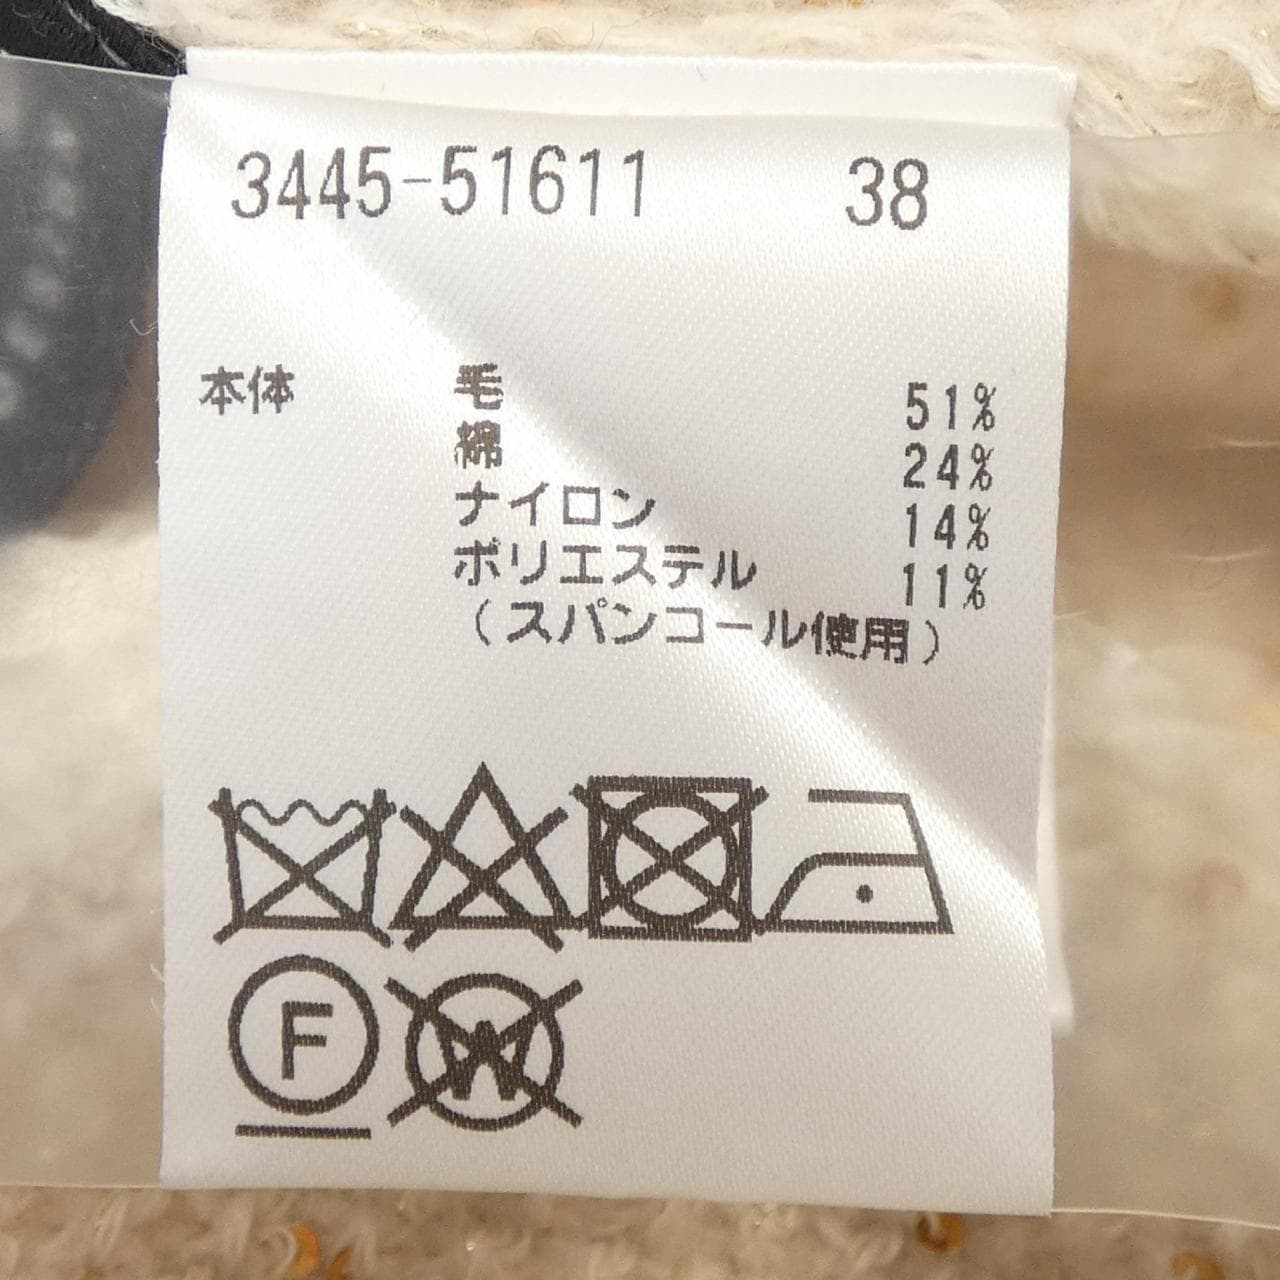 3445-51611 38
本体 毛 51%
綿 24%
ナイロン 14%
ポリエステル 11%
(スパンコール使用)
F
W